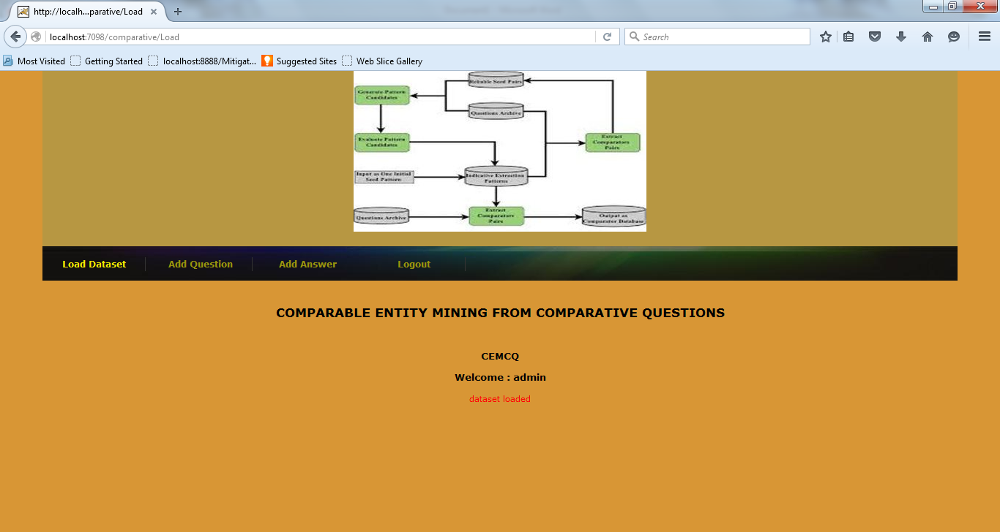 http://localh...parative/Load
localhost:7098/comparative/Load
Search
Most Visited
Getting Started
localhost:8888/Mitigat...
Suggested Sites
Web Slice Gallery
Reliable Seed Pairs
Generate Pattern
Candidates
Questions Archive
Evaluate Pattern
Candidates
Extract
Comparators
Pairs
Input as One Initial
Seed Pattern
Indicative Extraction
Patterns
Questions Archive
Extract
Comparators
Pairs
Output as
Comparator Database
Load Dataset
Add Question
Add Answer
Logout
COMPARABLE ENTITY MINING FROM COMPARATIVE QUESTIONS
CEMCQ
Welcome : admin
dataset loaded